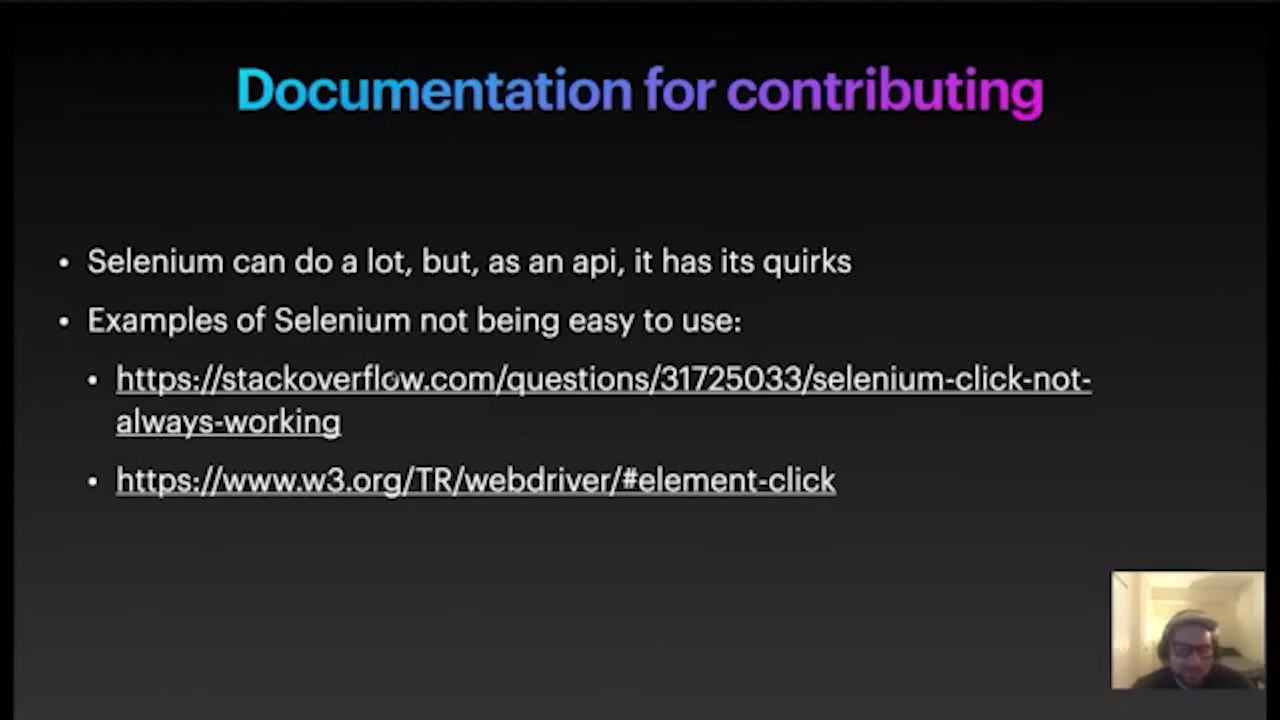 Documentation for contributing
• Selenium can do a lot, but, as an api, it has its quirks
• Examples of Selenium not being easy to use:
• https://stackoverflow.com/questions/31725033/selenium-click-not-
always-working
• https://www.w3.org/TR/webdriver/#element-click